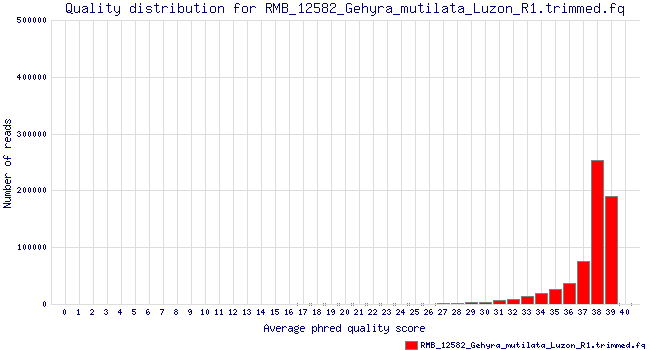 Quality distribution for RMB_12582_Gehyra_mutilata_Luzon_R1.trimmed.fq
500000
400000
300000
200000
100000
0
Number of reads
0 1 2 3 4 5 6 7 8 9 10 11 12 13 14 15 16 17 18 19 20 21 22 23 24 25 26 27 28 29 30 31 32 33 34 35 36 37 38 39 40
Average phred quality score
RMB_12582_Gehyra_mutilata_Luzon_R1.trimmed.fq